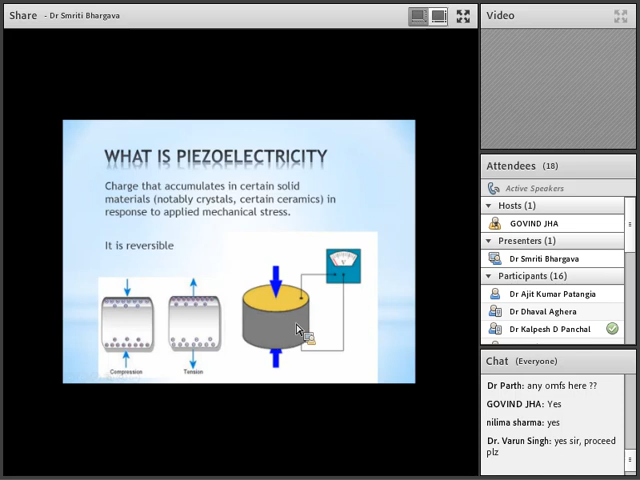 Share - Dr Smriti Bhargava
WHAT IS PIEZOELECTRICITY
Charge that accumulates in certain solid
materials (notably crystals, certain ceramics) in
response to applied mechanical stress.
It is reversible
V
Compression
Tension
Video
Attendees (18)
Active Speakers
Hosts (1)
GOVIND JHA
Presenters (1)
Dr Smriti Bhargava
Participants (16)
Dr Ajit Kumar Patangia
Dr Dhaval Aghera
Dr Kalpesh D Panchal
Chat (Everyone)
Dr Parth: any omfs here ??
GOVIND JHA: Yes
nilima sharma: yes
Dr. Varun Singh: yes sir, proceed
plz